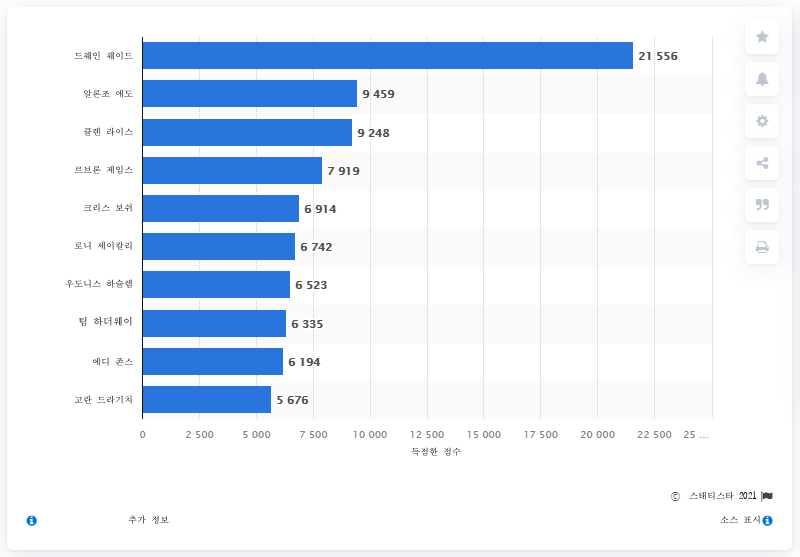 드웨인 웨이드 21 556
알론조 애도 9 459
글렌 라이스 9 248
르브론 제임스 7 919
크리스 보쉬 6 914
로니 세이칼리 6 742
우도니스 하슬렘 6 523
팀 하더웨이 6 335
에디 존스 6 194
고란 드라기치 5 676
0 2 500 5 000 7 500 10 000 12 500 15 000 17 500 20 000 22 500 25 ...
득점한 점수
© 스태티스타 2021
추가 정보 소스 표시